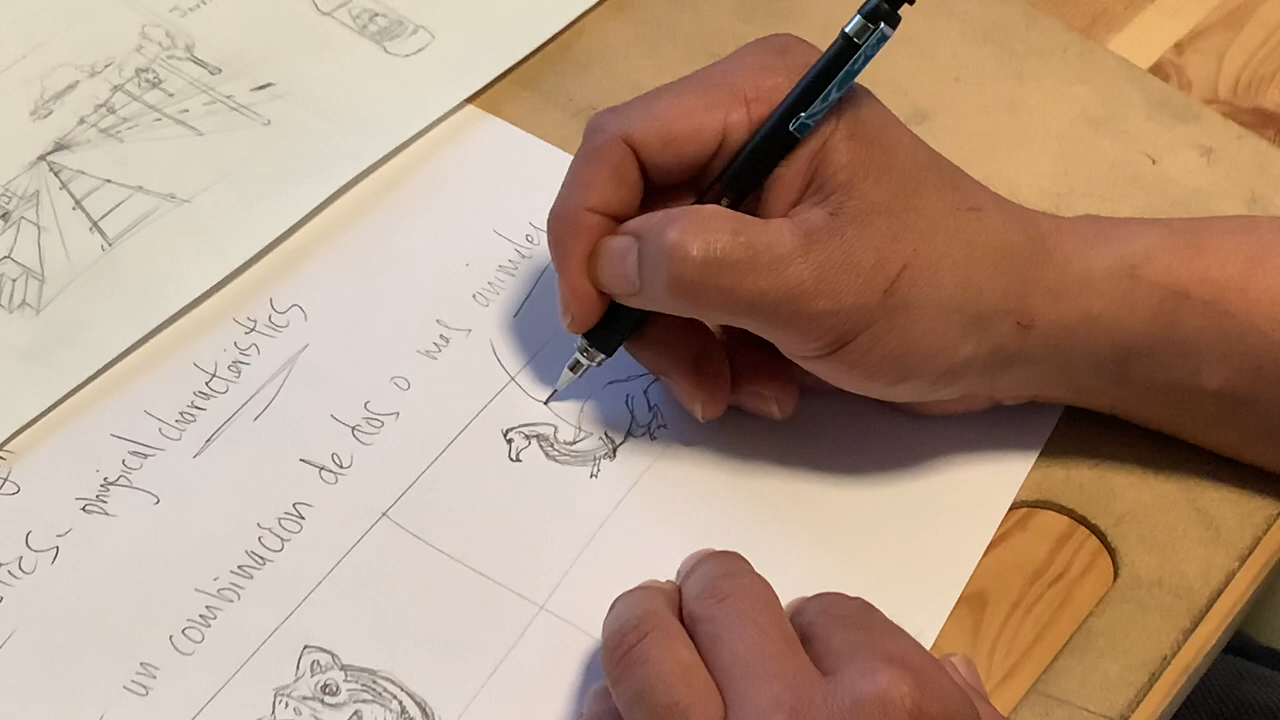 physical characteristics
un combinacion de dos o mas animales